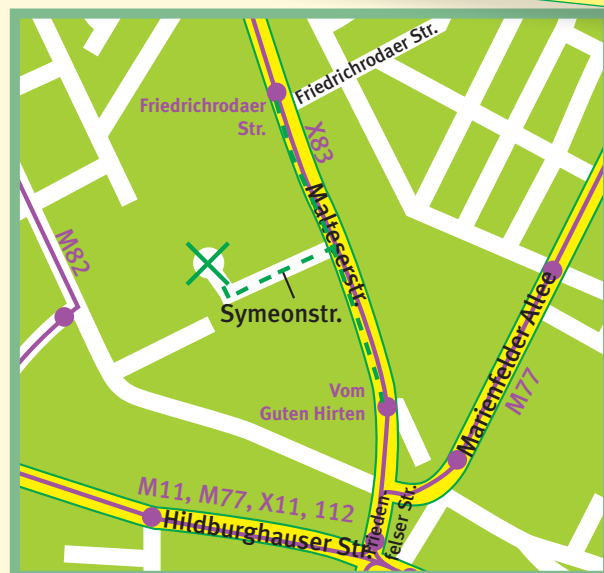 Friedrichrodaer Str.
Friedrichrodaer
Str.
X83
Malteserstr.
M82
Symeonstr.
Marienfelder Allee
M77
Vom
Guten Hirten
M11, M77, X11, 112
Hildburghauser Str.
Frieden
felser Str.